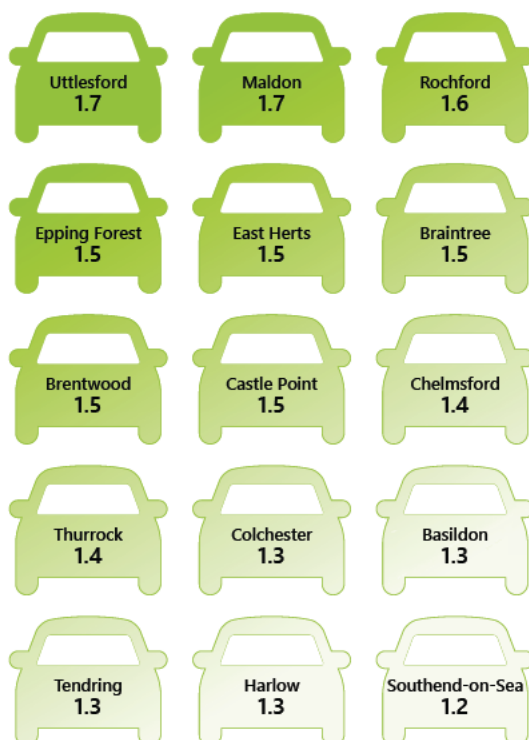 Uttlesford
1.7
Maldon
1.7
Rochford
1.6
Epping Forest
1.5
East Herts
1.5
Braintree
1.5
Brentwood
1.5
Castle Point
1.5
Chelmsford
1.4
Thurrock
1.4
Colchester
1.3
Basildon
1.3
Tendring
1.3
Harlow
1.3
Southend-on-Sea
1.2